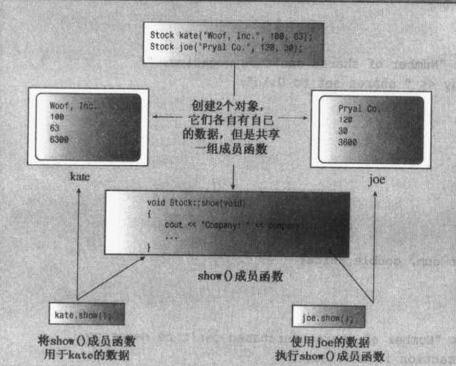 Stock kate("Woof, Inc.", 100, 63);
Stock joe("Pryal Co.", 120, 30);
Woof, Inc.
100
63
6300
kate
创建2个对象，
它们各自有自己
的数据，但是共享
一组成员函数
Pryal Co.
120
30
3600
joe
void Stock::show(void)
{
cout << "Company: " << company
...
}
show()成员函数
kate.show();
joe.show();
将show()成员函数
用于kate的数据
使用joe的数据
执行show()成员函数